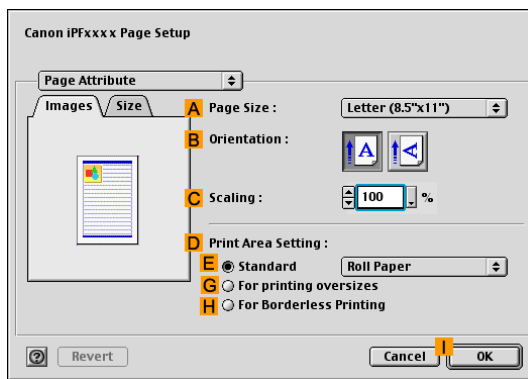 Canon iPFxxxx Page Setup
Page Attribute
Images Size
A Page Size : Letter (8.5"x11")
B Orientation :
A A
C Scaling : 100 %
D Print Area Setting :
E Standard Roll Paper
G For printing oversizes
H For Borderless Printing
? Revert Cancel I OK